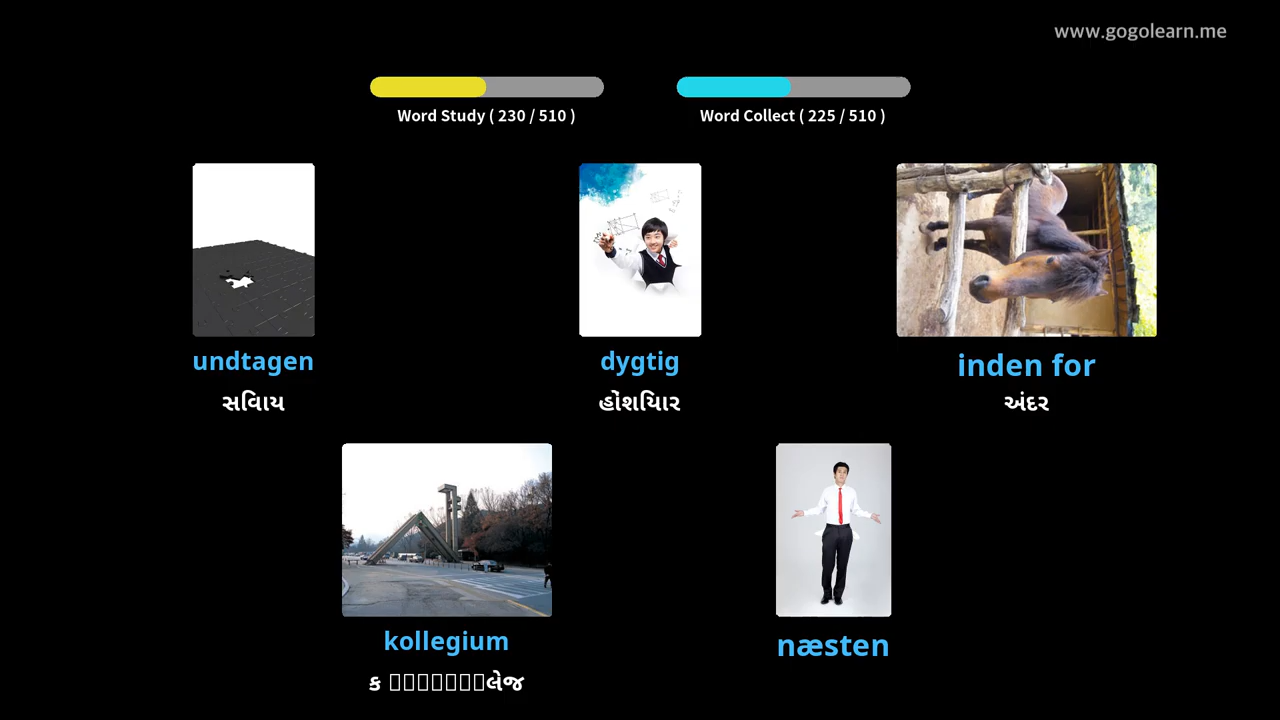 www.gogolearn.me
Word Study ( 230 / 510 )
Word Collect ( 225 / 510 )
undtagen
સિવાય
dygtig
હોશિયાર
inden for
અંદર
kollegium
ક લેજ
næsten